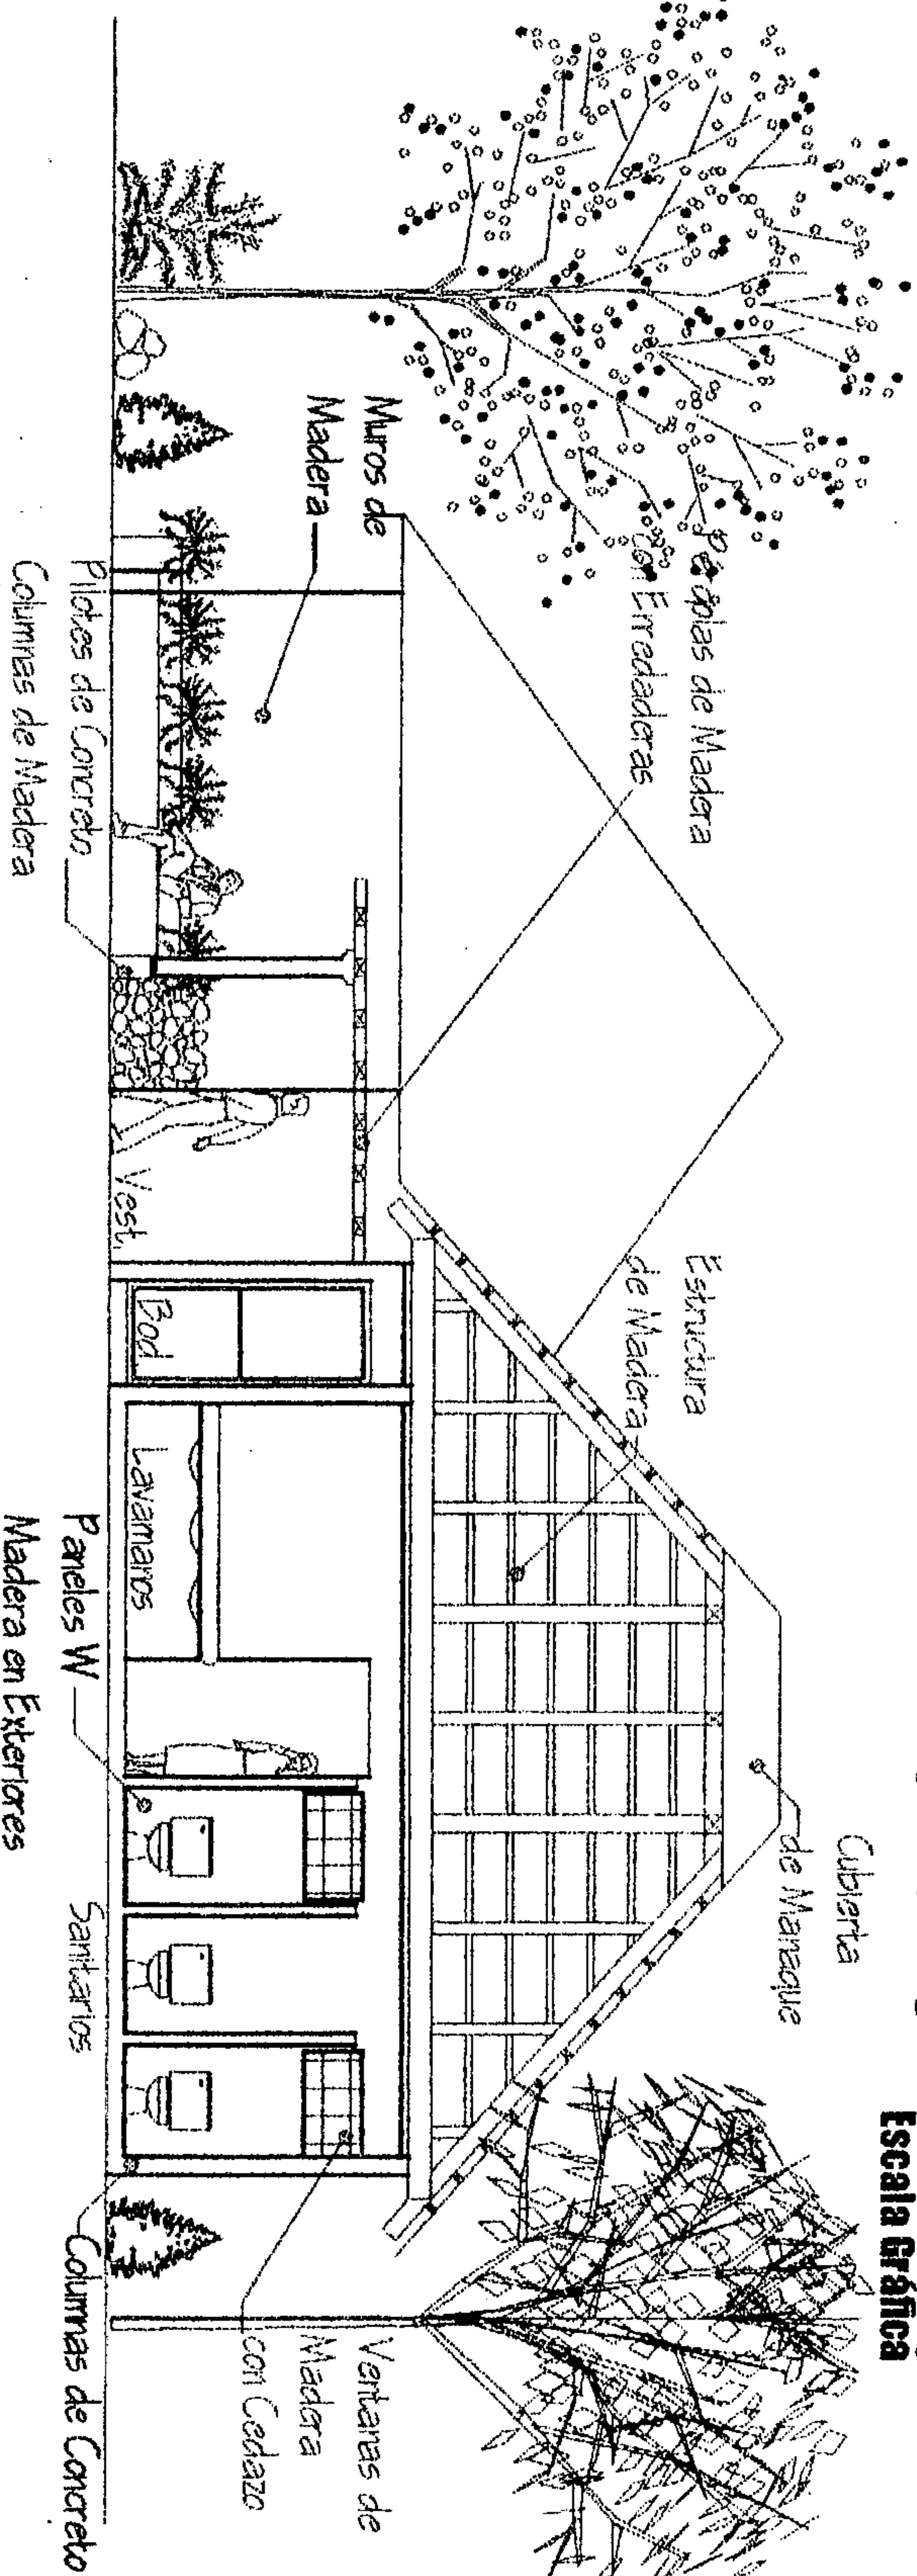 Escala Gráfica
Cubierta
de Manaque
Pérgolas de Madera
con Enredaderas
Estructura
de Madera
Muros de
Madera
Ventanas de
Madera
con Cedazo
Vest.
Bod.
Lavamanos
Pilotes de Concreto
Columnas de Madera
Paneles W
Madera en Exteriores
Sanitarios
Columnas de Concreto